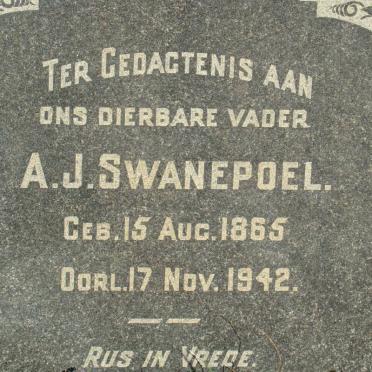 TER GEDACTENIS AAN
ONS DIERBARE VADER
A.J. SWANEPOEL.
GEB. 15 AUG. 1865
OORL. 17 NOV. 1942.
RUS IN VREDE.